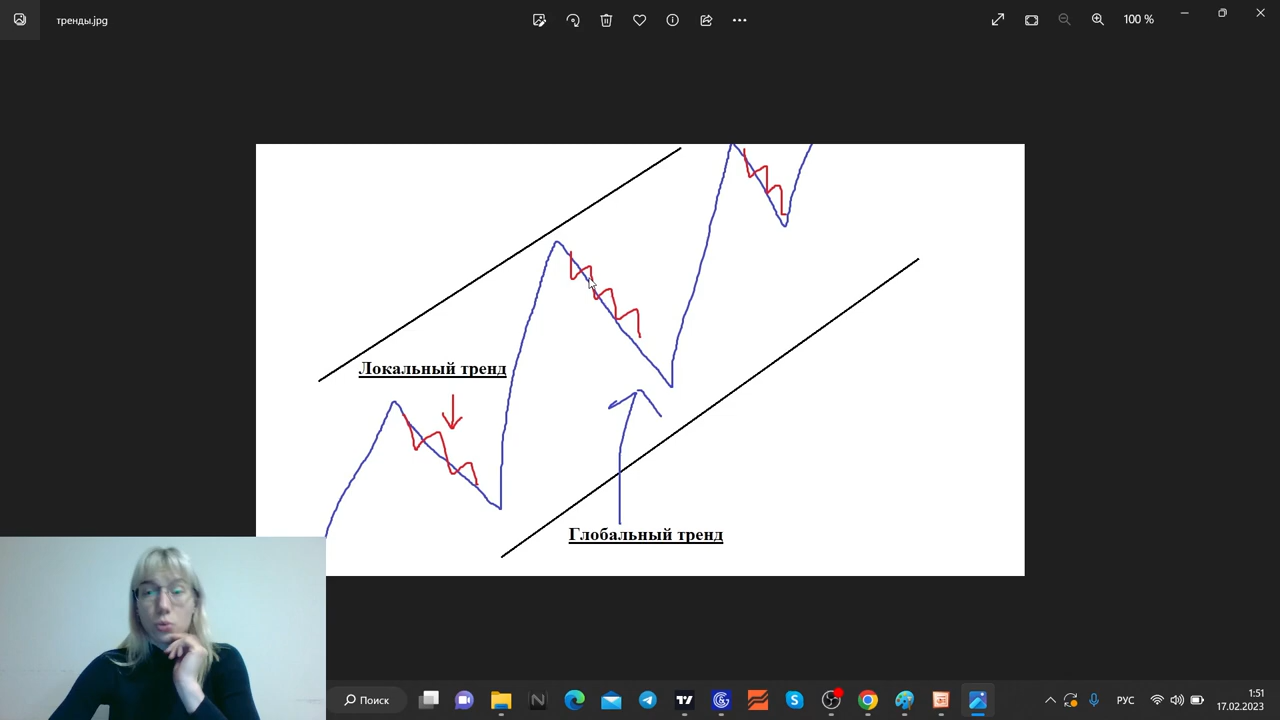 тренды.jpg
100 %
Локальный тренд
Глобальный тренд
Поиск
РУС
1:51
17.02.2023